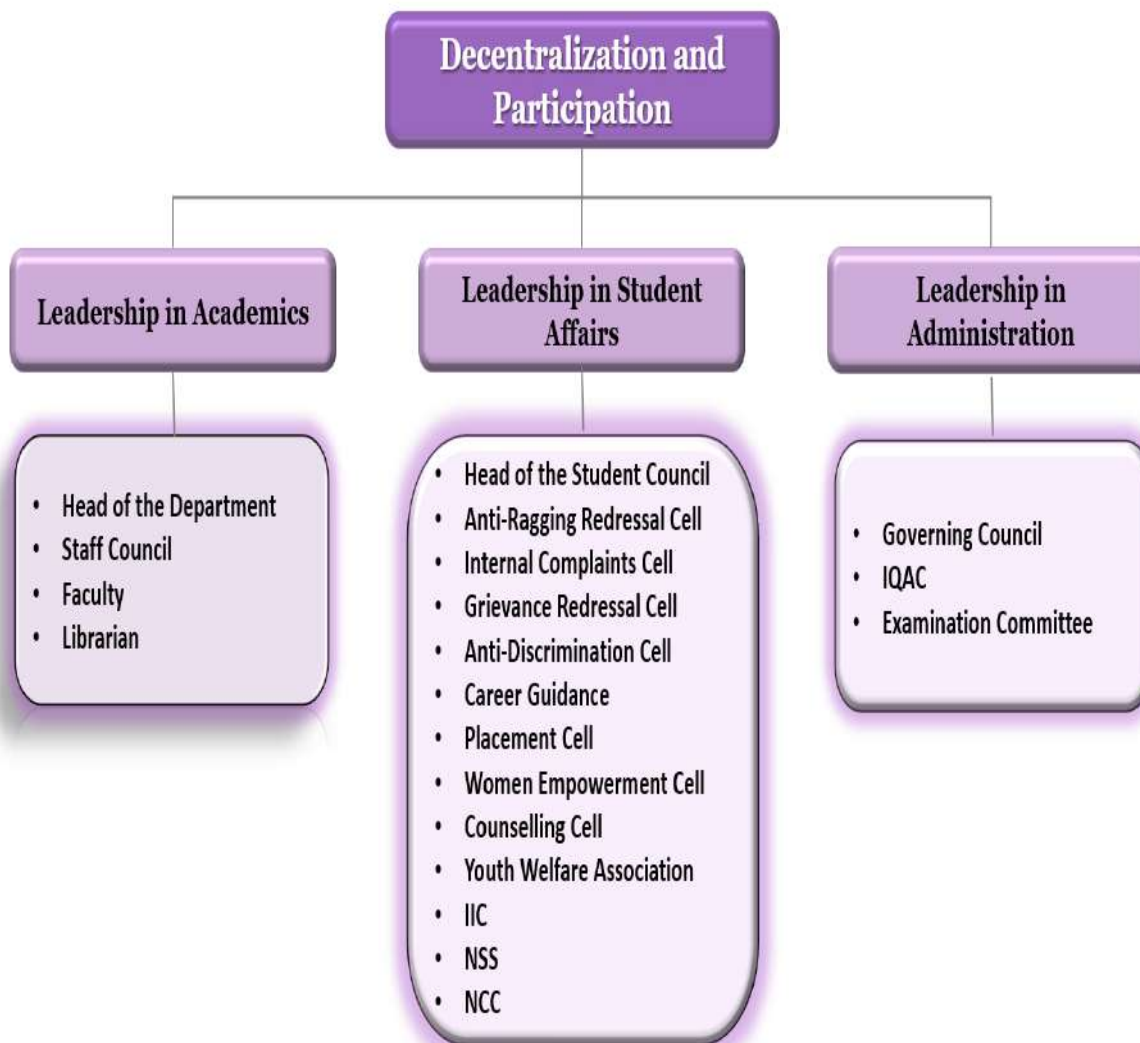 Decentralization and
Participation
Leadership in Academics
• Head of the Department
• Staff Council
• Faculty
• Librarian
Leadership in Student
Affairs
• Head of the Student Council
• Anti-Ragging Redressal Cell
• Internal Complaints Cell
• Grievance Redressal Cell
• Anti-Discrimination Cell
• Career Guidance
• Placement Cell
• Women Empowerment Cell
• Counselling Cell
• Youth Welfare Association
• IIC
• NSS
• NCC
Leadership in
Administration
• Governing Council
• IQAC
• Examination Committee